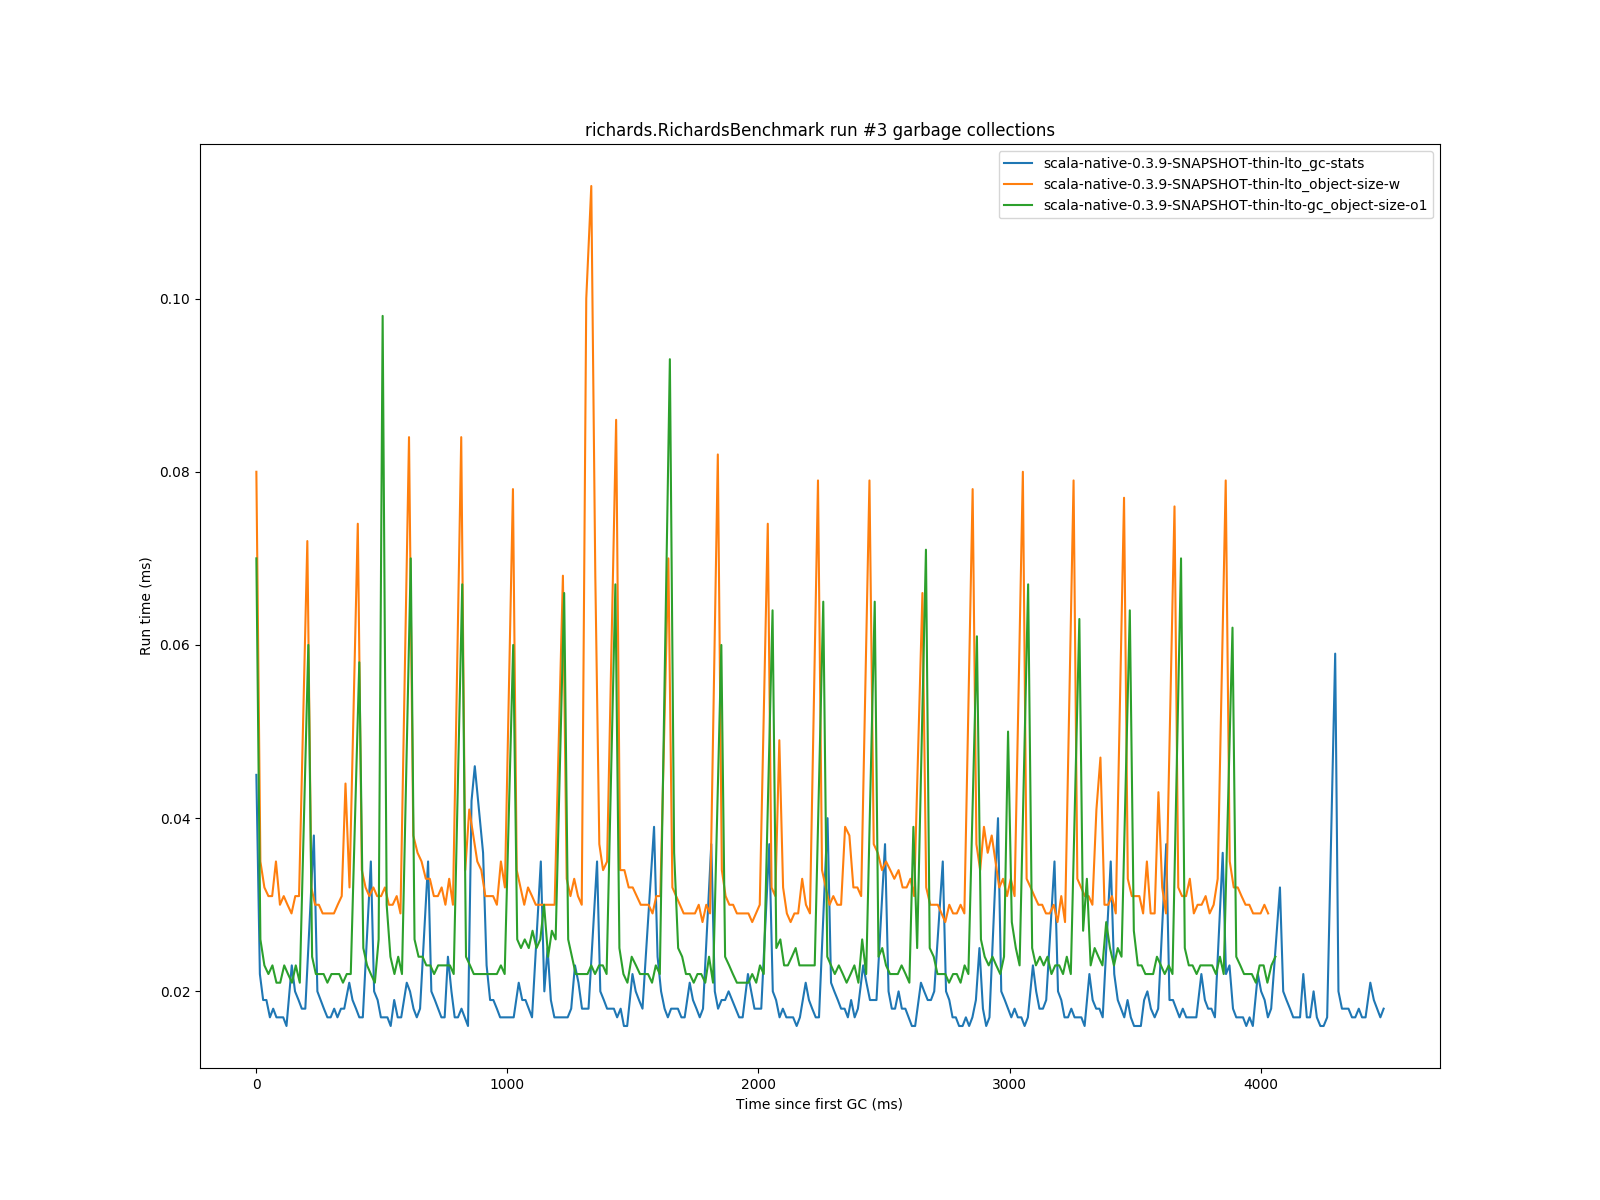 richards.RichardsBenchmark run #3 garbage collections
scala-native-0.3.9-SNAPSHOT-thin-lto_gc-stats
scala-native-0.3.9-SNAPSHOT-thin-lto_object-size-w
scala-native-0.3.9-SNAPSHOT-thin-lto-gc_object-size-o1
0.10
0.08
0.06
0.04
0.02
Run time (ms)
0 1000 2000 3000 4000
Time since first GC (ms)